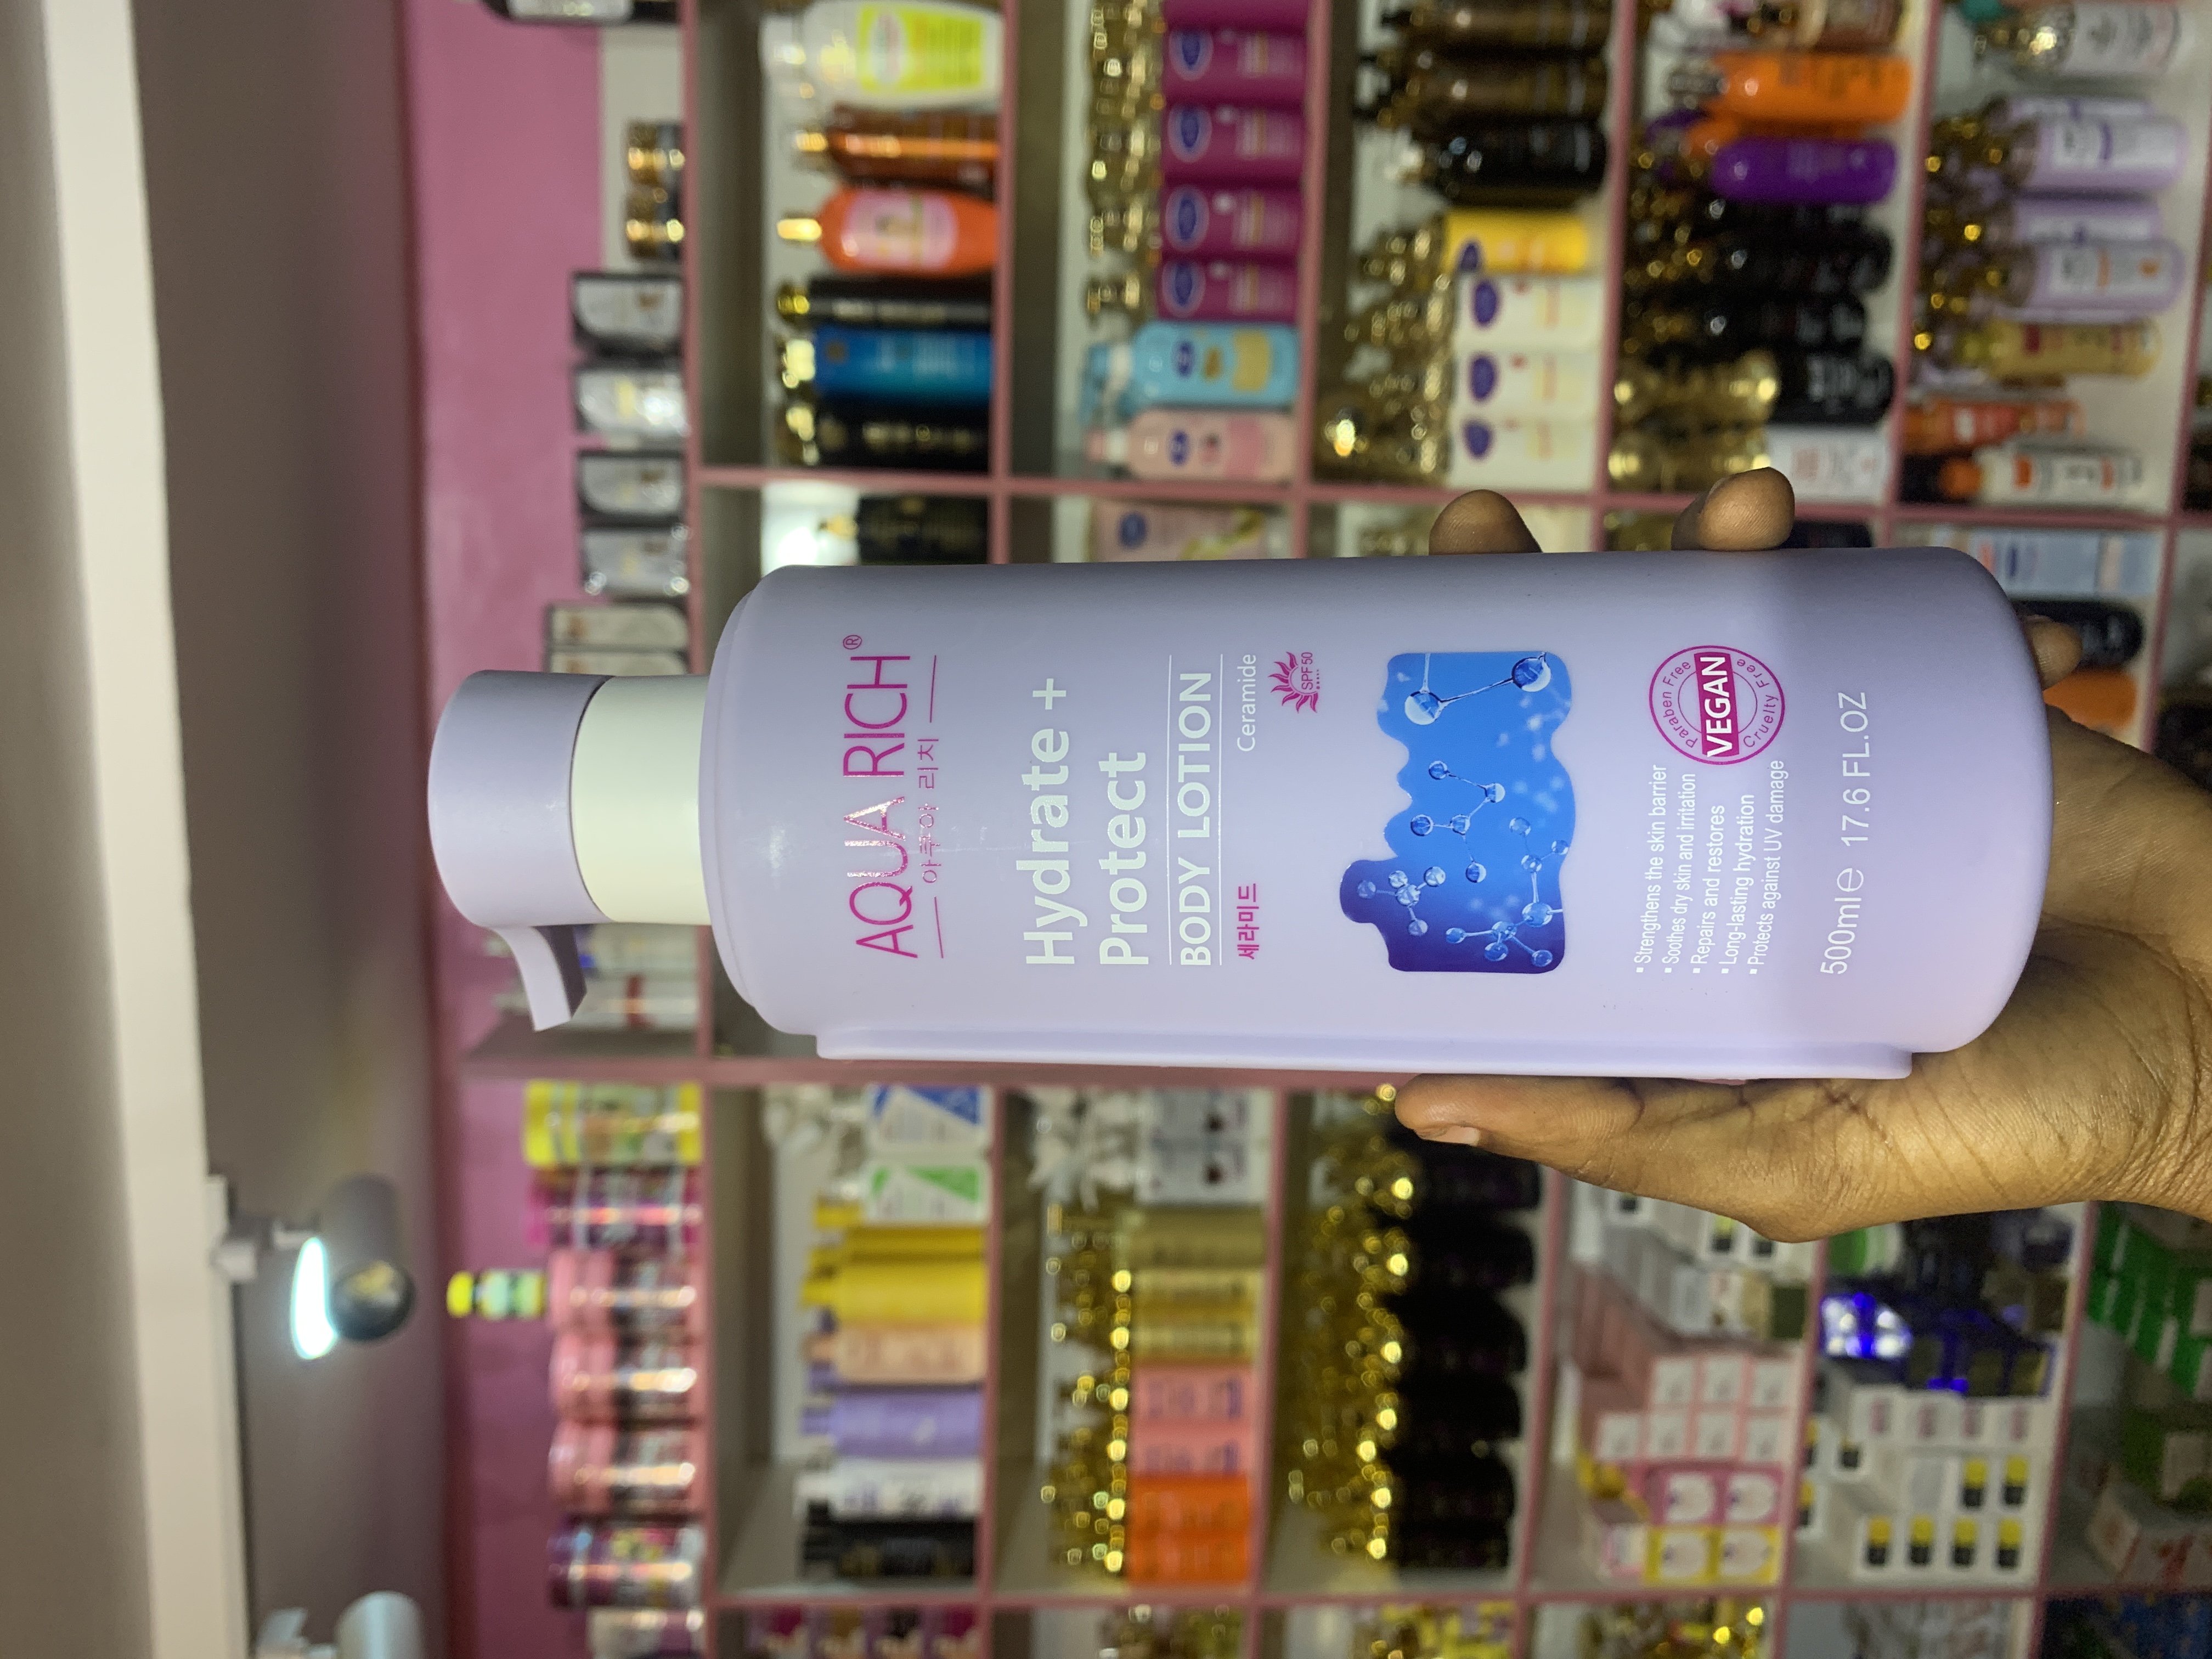 AQUA RICH®
아쿠아 리치
Hydrate +
Protect
BODY LOTION
세라미드 Ceramide
SPF50
Paraben Free
VEGAN
Cruelty Free
▪ Strengthens the skin barrier
▪ Soothes dry skin and irritation
▪ Repairs and restores
▪ Long-lasting hydration
▪ Protects against UV damage
500ml℮ 17.6 FL.OZ